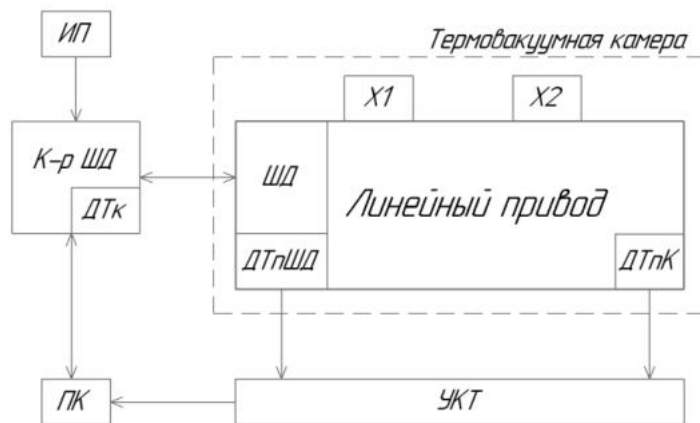 ИП
Термовакуумная камера
Х1
Х2
К-р ШД
ДТк
ШД
Линейный привод
ДТпШД
ДТпК
ПК
УКТ